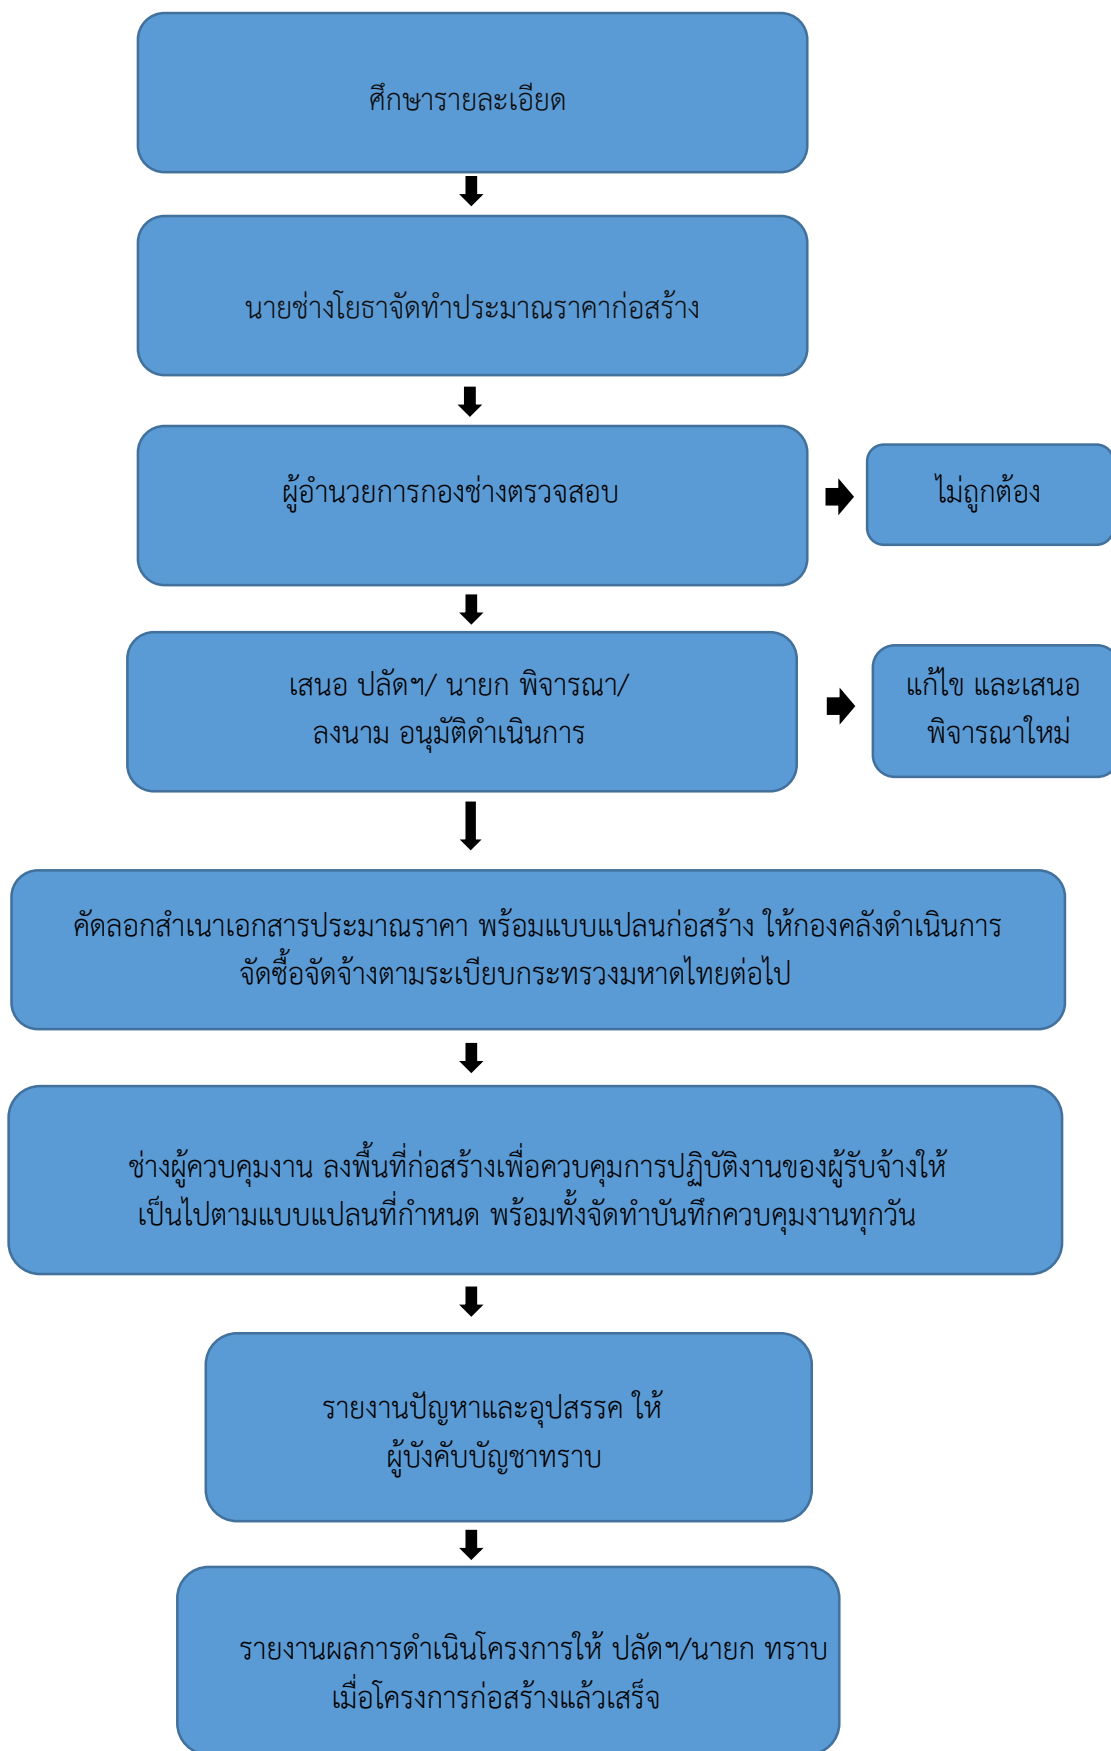 ศึกษารายละเอียด
นายช่างโยธาจัดทำประมาณราคาก่อสร้าง
ผู้อำนวยการกองช่างตรวจสอบ
ไม่ถูกต้อง
เสนอ ปลัดฯ/ นายก พิจารณา/
ลงนาม อนุมัติดำเนินการ
แก้ไข และเสนอ
พิจารณาใหม่
คัดลอกสำเนาเอกสารประมาณราคา พร้อมแบบแปลนก่อสร้าง ให้กองคลังดำเนินการ
จัดซื้อจัดจ้างตามระเบียบกระทรวงมหาดไทยต่อไป
ช่างผู้ควบคุมงาน ลงพื้นที่ก่อสร้างเพื่อควบคุมการปฏิบัติงานของผู้รับจ้างให้
เป็นไปตามแบบแปลนที่กำหนด พร้อมทั้งจัดทำบันทึกควบคุมงานทุกวัน
รายงานปัญหาและอุปสรรค ให้
ผู้บังคับบัญชาทราบ
รายงานผลการดำเนินโครงการให้ ปลัดฯ/นายก ทราบ
เมื่อโครงการก่อสร้างแล้วเสร็จ